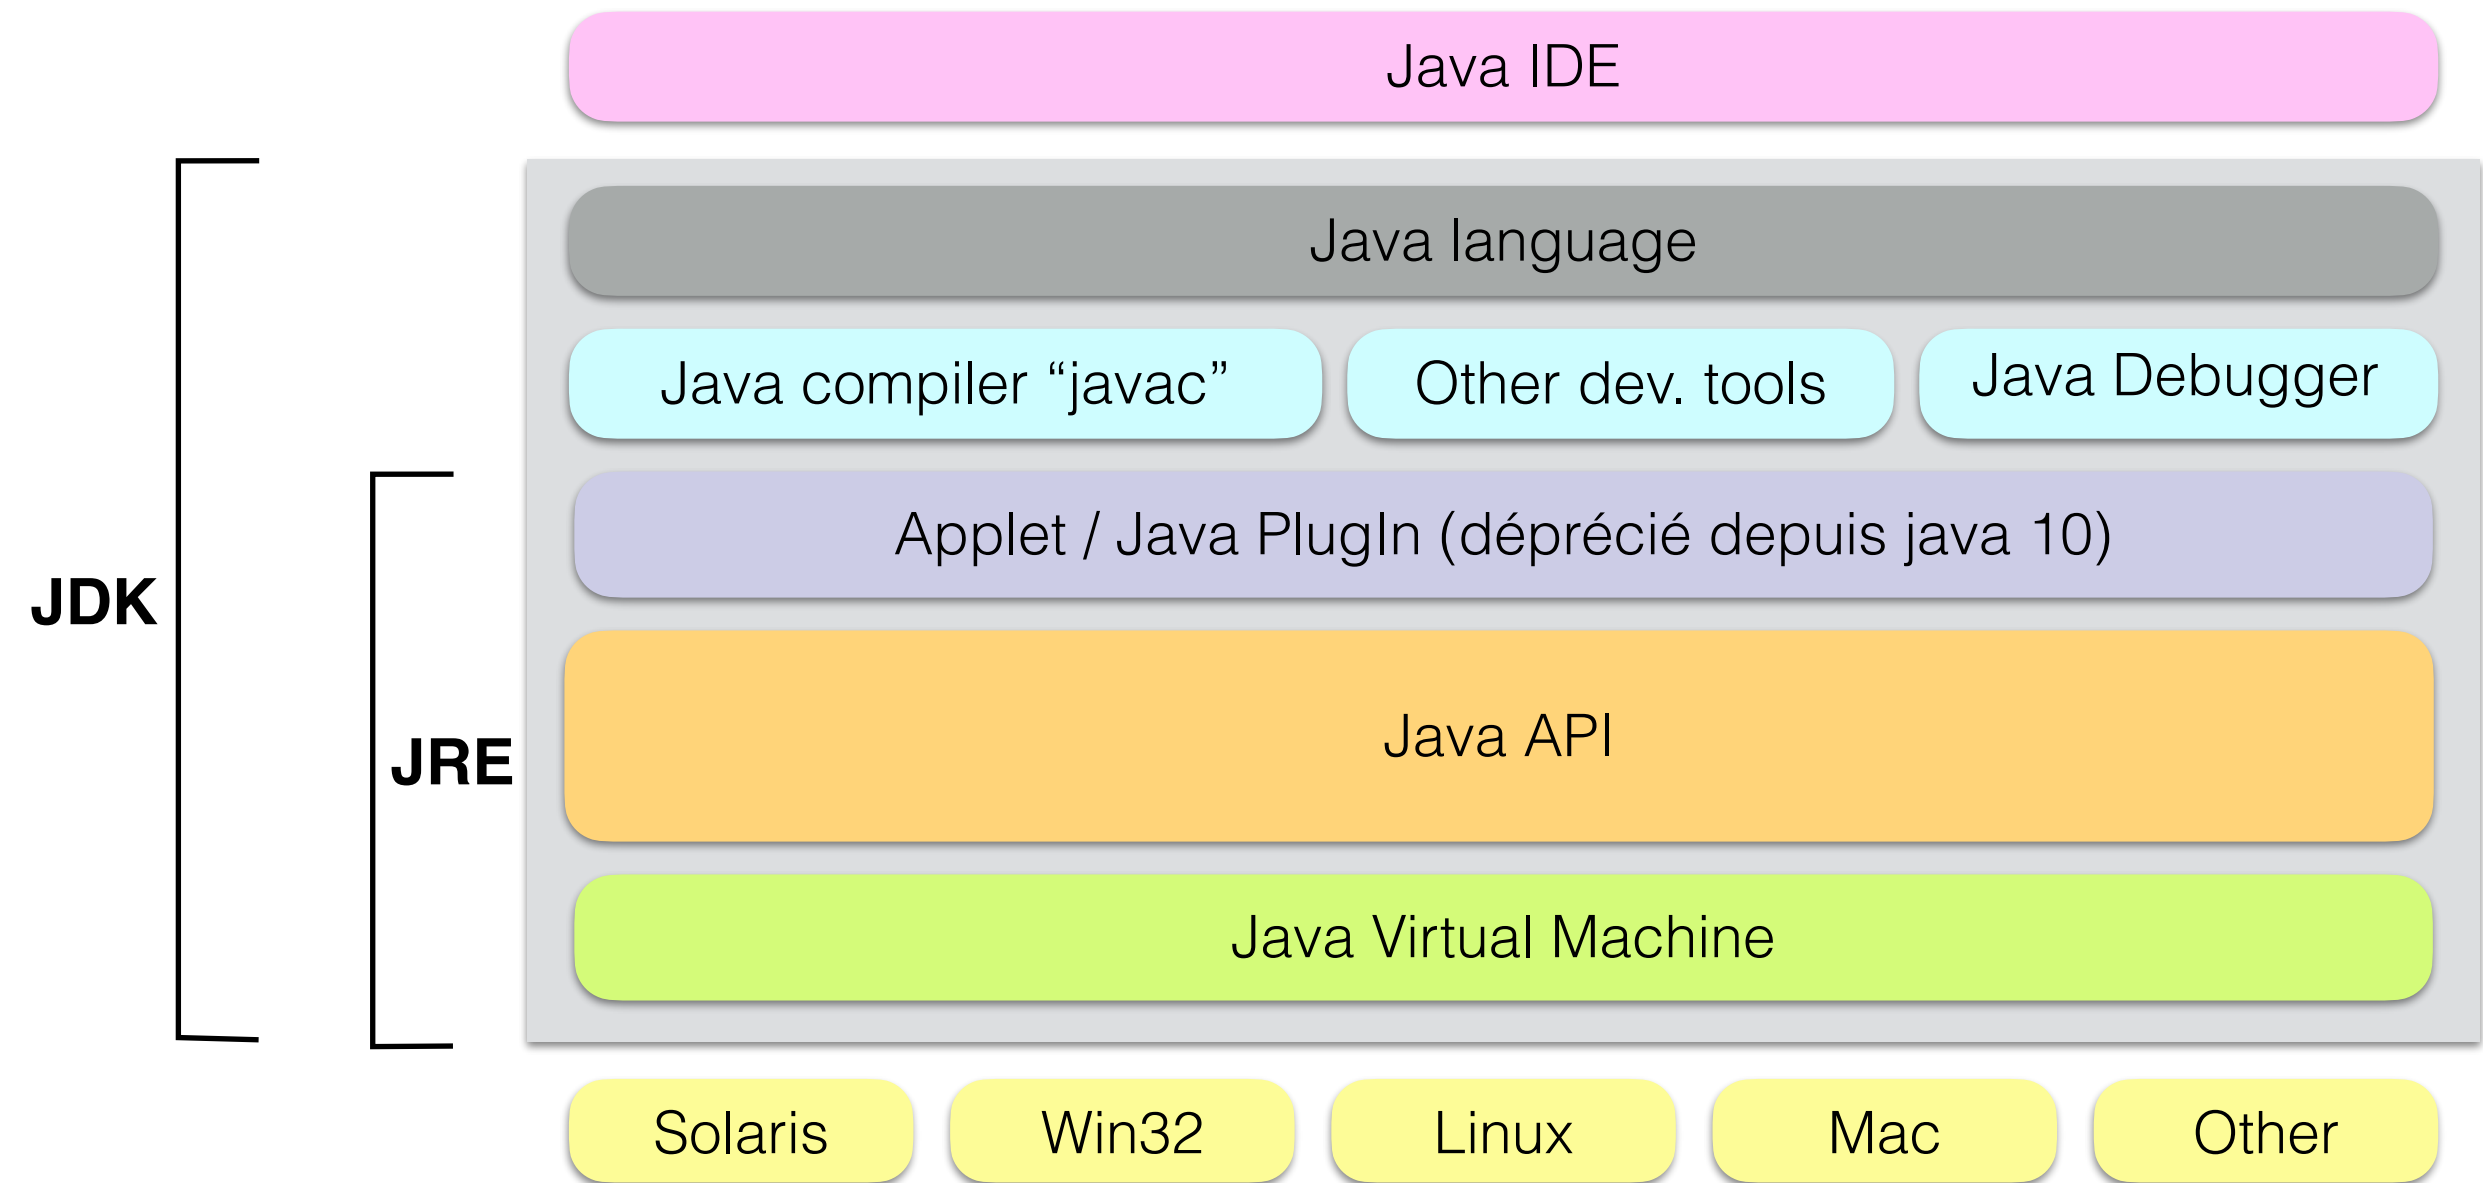 Java IDE
Java language
Java compiler “javac”
Other dev. tools
Java Debugger
Applet / Java PlugIn (déprécié depuis java 10)
JDK
JRE
Java API
Java Virtual Machine
Solaris
Win32
Linux
Mac
Other